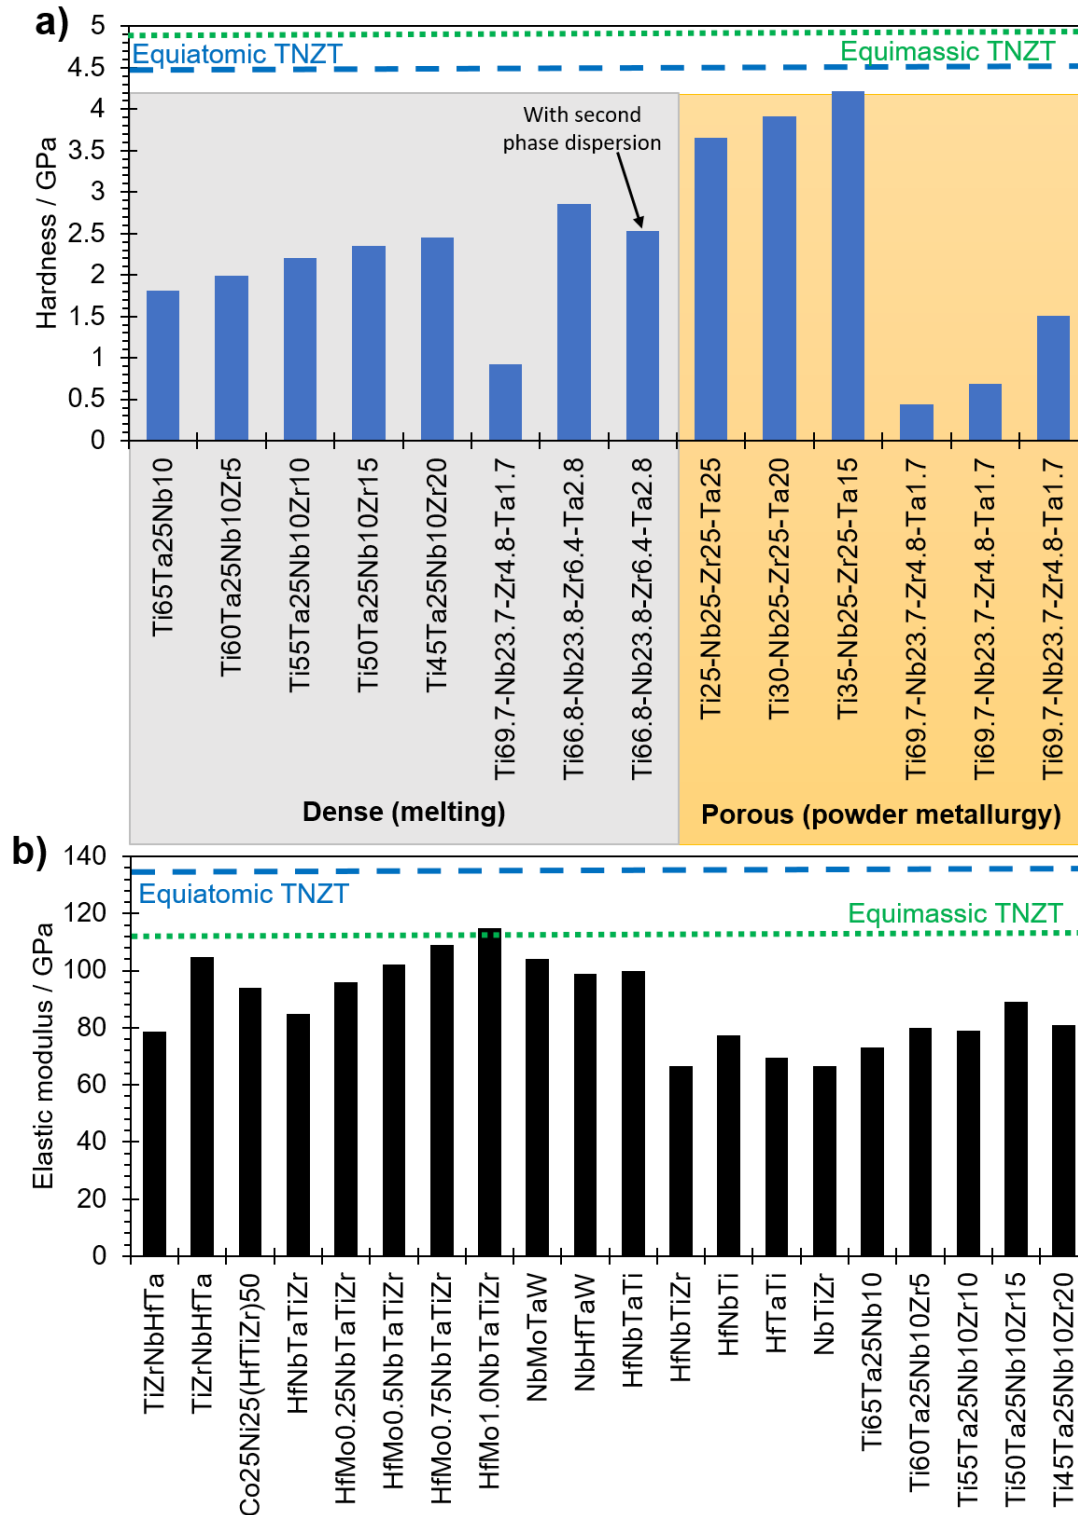 a)
5
Equiatomic TNZT
Equimassic TNZT
4.5
4
With second
phase dispersion
3.5
3
2.5
2
1.5
1
0.5
0
Hardness / GPa
Ti65Ta25Nb10
Ti60Ta25Nb10Zr5
Ti55Ta25Nb10Zr10
Ti50Ta25Nb10Zr15
Ti45Ta25Nb10Zr20
Ti69.7-Nb23.7-Zr4.8-Ta1.7
Ti66.8-Nb23.8-Zr6.4-Ta2.8
Ti66.8-Nb23.8-Zr6.4-Ta2.8
Ti25-Nb25-Zr25-Ta25
Ti30-Nb25-Zr25-Ta20
Ti35-Nb25-Zr25-Ta15
Ti69.7-Nb23.7-Zr4.8-Ta1.7
Ti69.7-Nb23.7-Zr4.8-Ta1.7
Ti69.7-Nb23.7-Zr4.8-Ta1.7
Dense (melting)
Porous (powder metallurgy)
b)
140
Equiatomic TNZT
Equimassic TNZT
120
100
80
60
40
20
0
Elastic modulus / GPa
TiZrNbHfTa
TiZrNbHfTa
Co25Ni25(HfTiZr)50
HfNbTaTiZr
HfMo0.25NbTaTiZr
HfMo0.5NbTaTiZr
HfMo0.75NbTaTiZr
HfMo1.0NbTaTiZr
NbMoTaW
NbHfTaW
HfNbTaTi
HfNbTiZr
HfNbTi
HfTaTi
NbTiZr
Ti65Ta25Nb10
Ti60Ta25Nb10Zr5
Ti55Ta25Nb10Zr10
Ti50Ta25Nb10Zr15
Ti45Ta25Nb10Zr20